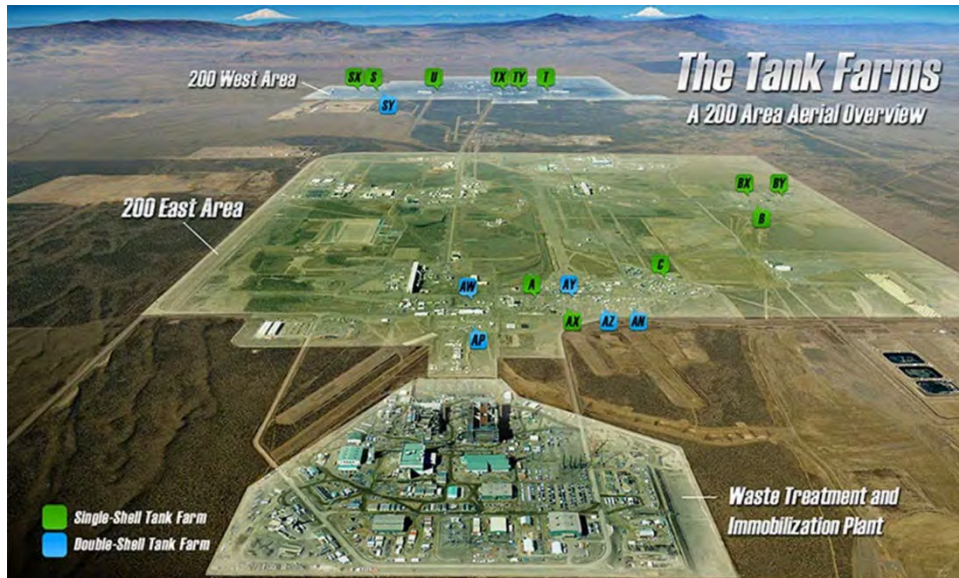 The Tank Farms
A 200 Area Aerial Overview
200 West Area
SX
S
U
TX
TY
T
SY
200 East Area
BX
BY
B
C
AW
A
AY
AX
AZ
AN
AP
Waste Treatment and
Immobilization Plant
Single-Shell Tank Farm
Double-Shell Tank Farm